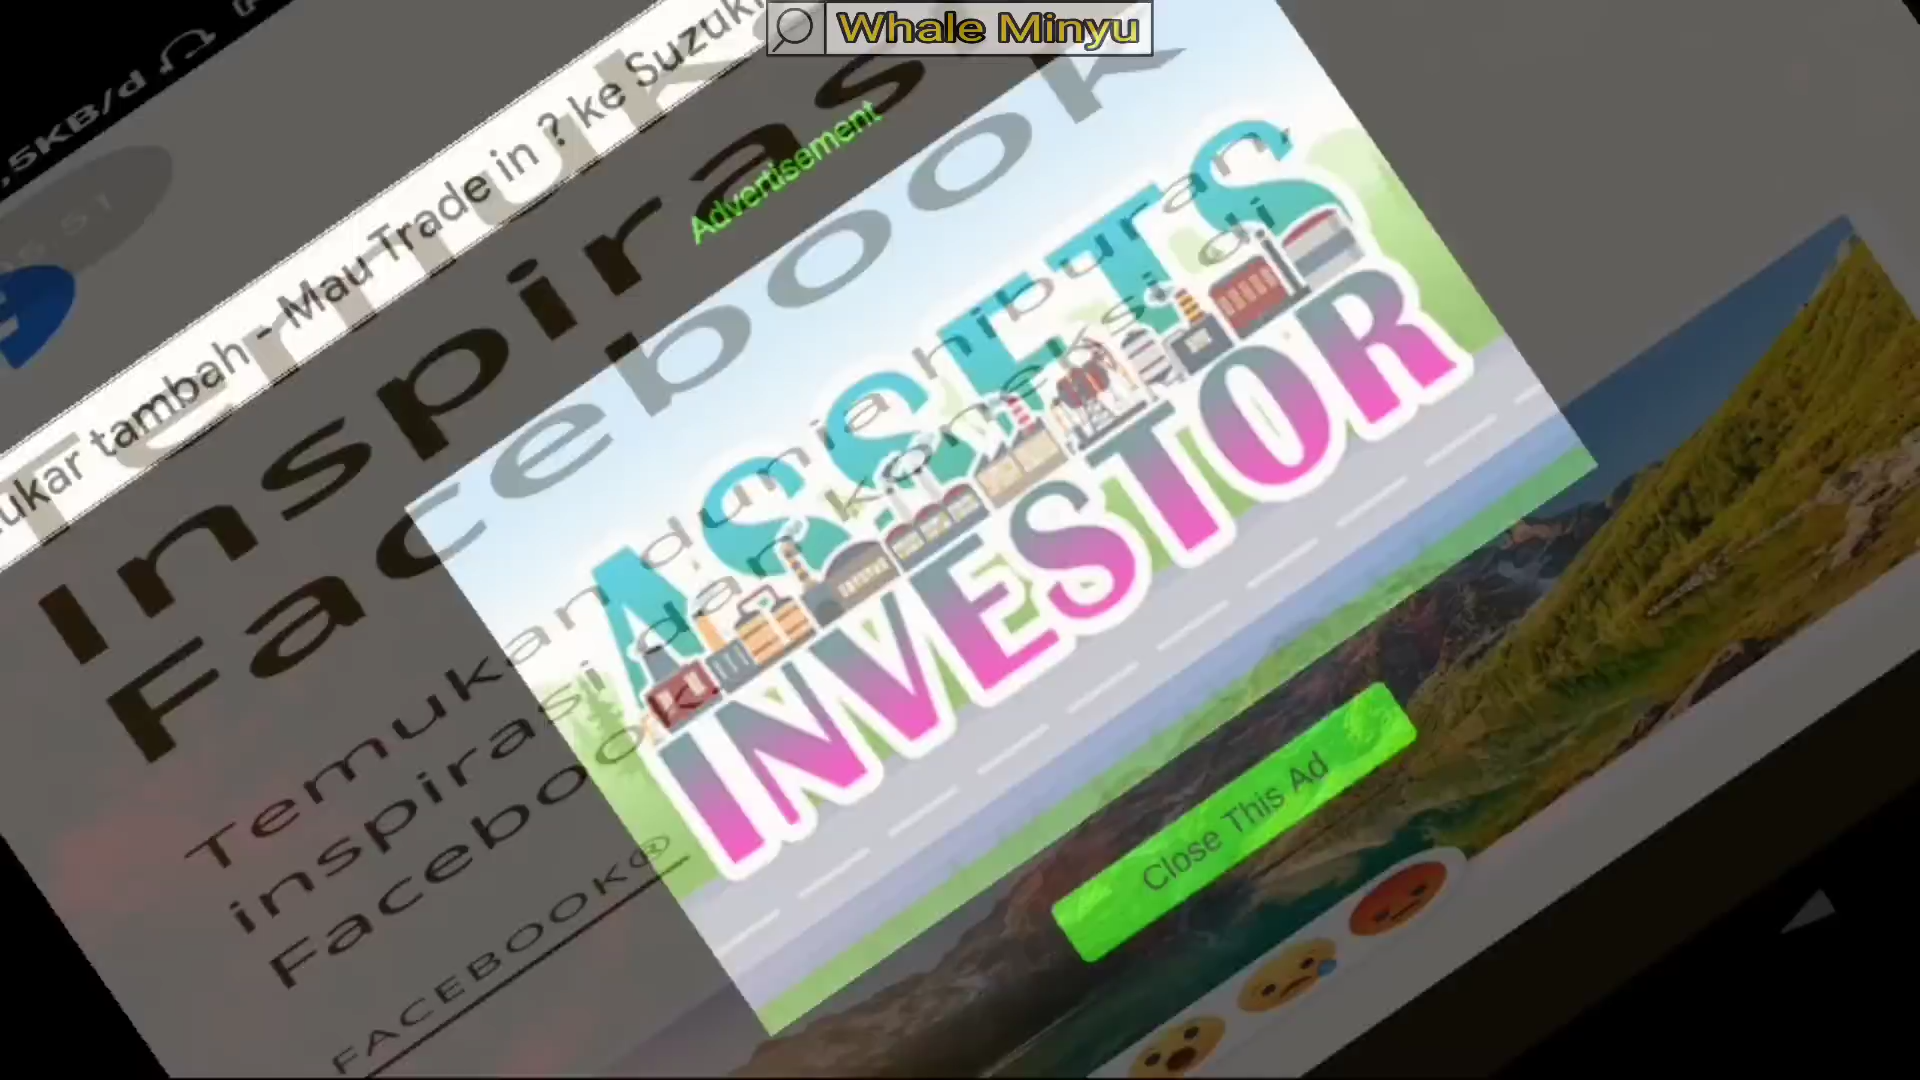 Whale Minyu
,5KB/d
ukar tambah - Mau Trade in ? ke Suzuki
Inspiras
Facebook
Advertisement
ASSETS
INVESTOR
Temukan dunia hiburan,
inspirasi dan koneksi di
Facebook.
FACEBOOK®
Close This Ad